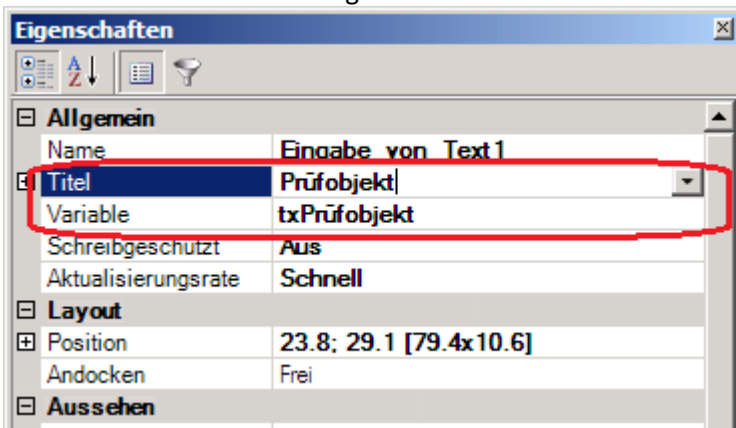 Eigenschaften
Allgemein
Name Eingabe von Text1
Titel Prüfobjekt
Variable txPrüfobjekt
Schreibgeschützt Aus
Aktualisierungsrate Schnell
Layout
Position 23.8; 29.1 [79.4x10.6]
Andocken Frei
Aussehen